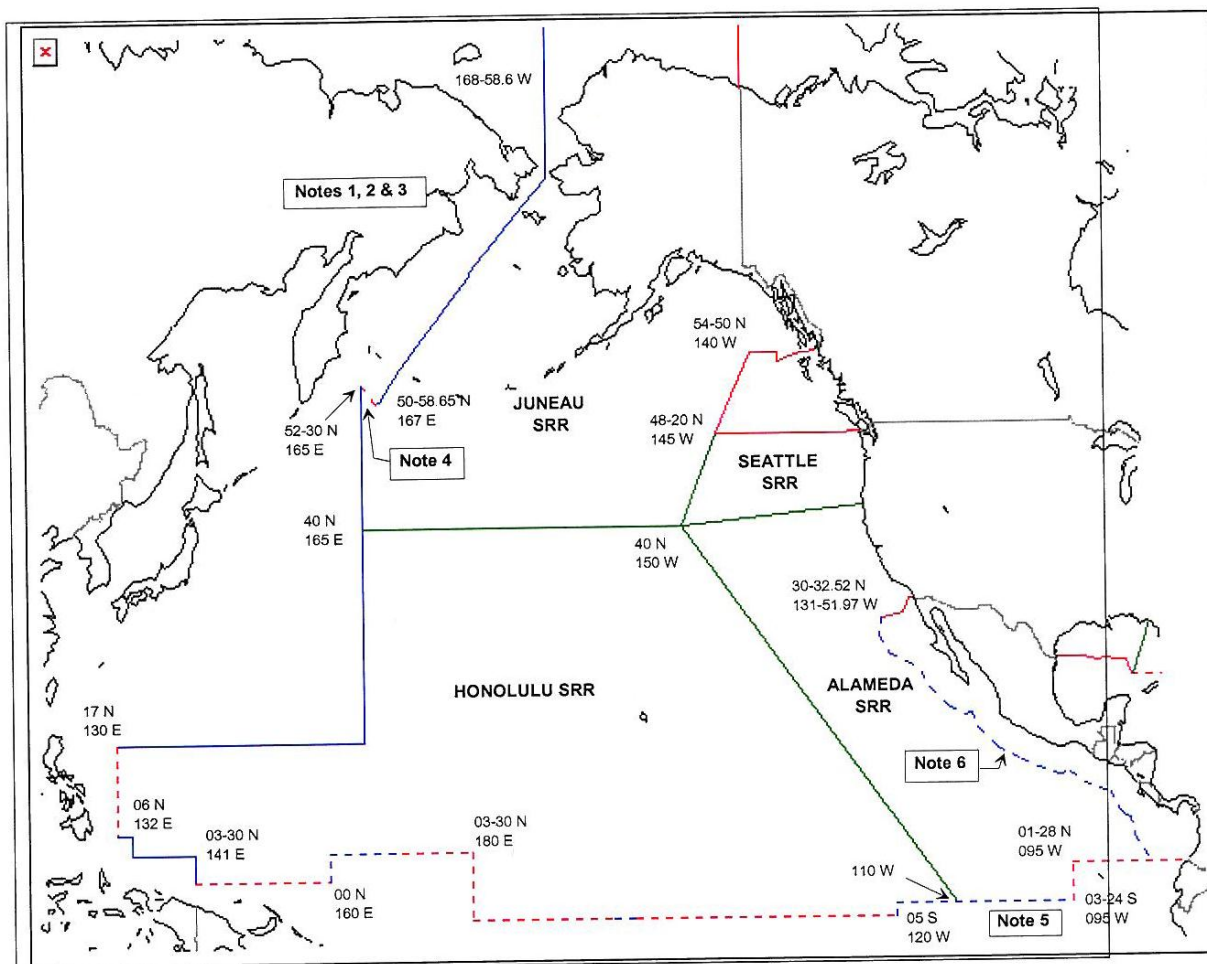 168-58.6 W
Notes 1, 2 & 3
54-50 N
140 W
50-58.65 N
167 E
JUNEAU
SRR
52-30 N
165 E
Note 4
48-20 N
145 W
SEATTLE
SRR
40 N
165 E
40 N
150 W
30-32.52 N
131-51.97 W
HONOLULU SRR
ALAMEDA
SRR
17 N
130 E
Note 6
06 N
132 E
03-30 N
141 E
03-30 N
180 E
01-28 N
095 W
00 N
160 E
110 W
05 S
120 W
Note 5
03-24 S
095 W